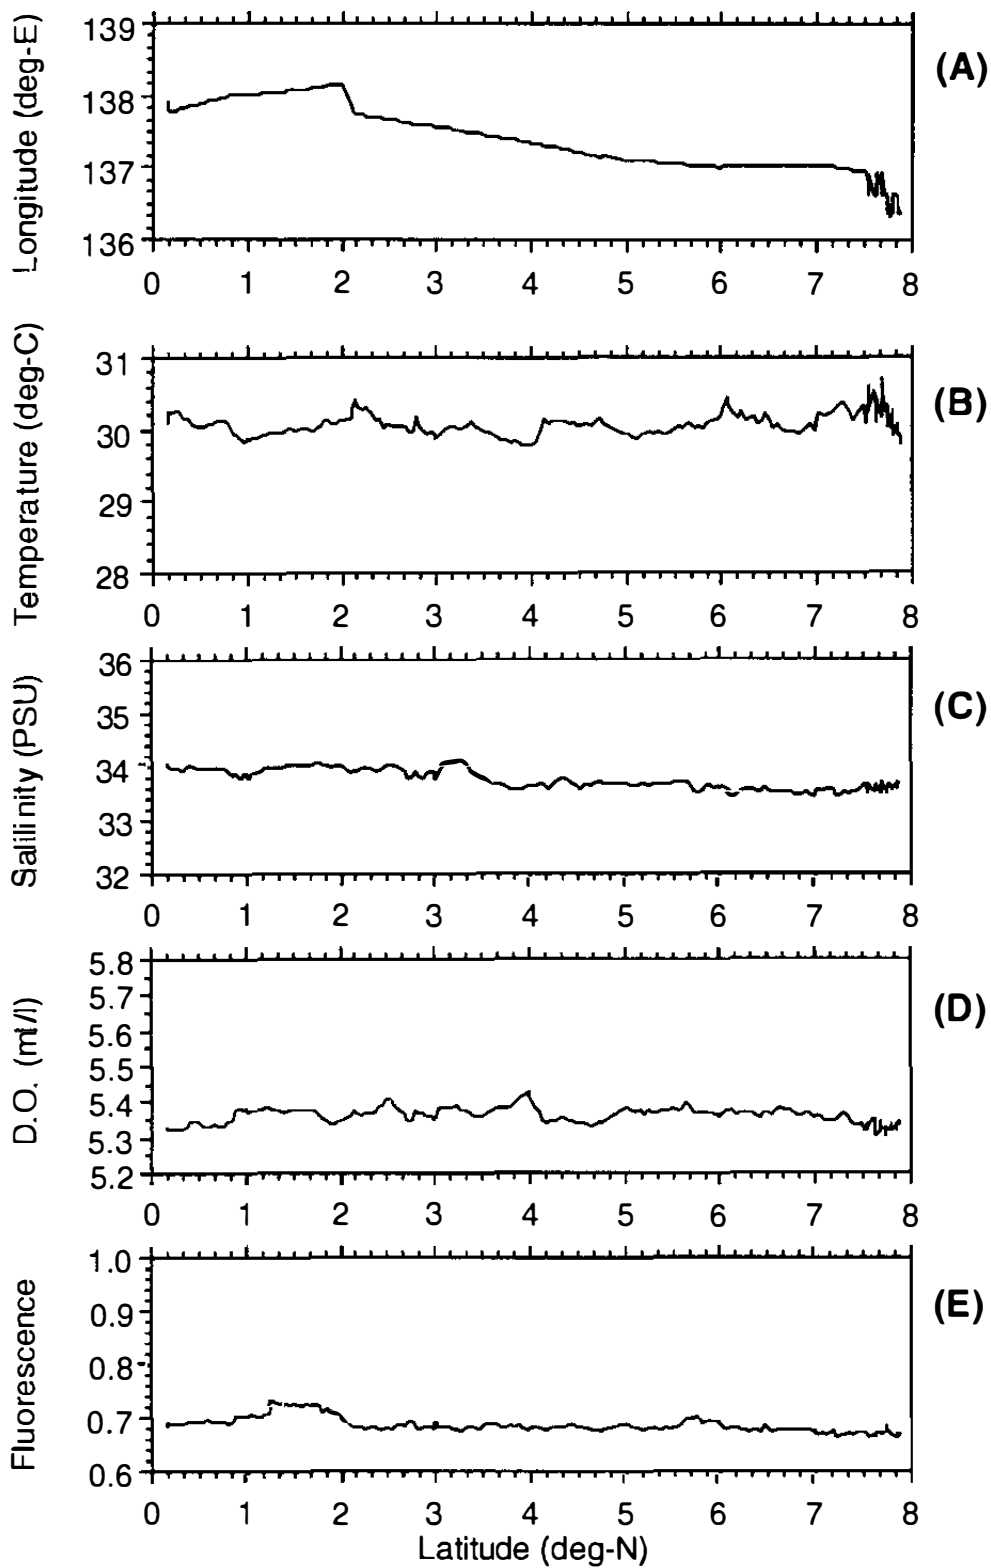 139
138
137
136
Longitude (deg-E)
(A)
0 1 2 3 4 5 6 7 8
31
30
29
28
Temperature (deg-C)
(B)
0 1 2 3 4 5 6 7 8
36
35
34
33
32
Salilinity (PSU)
(C)
0 1 2 3 4 5 6 7 8
5.8
5.7
5.6
5.5
5.4
5.3
5.2
D.O. (ml/l)
(D)
0 1 2 3 4 5 6 7 8
1.0
0.9
0.8
0.7
0.6
Fluorescence
(E)
0 1 2 3 4 5 6 7 8
Latitude (deg-N)